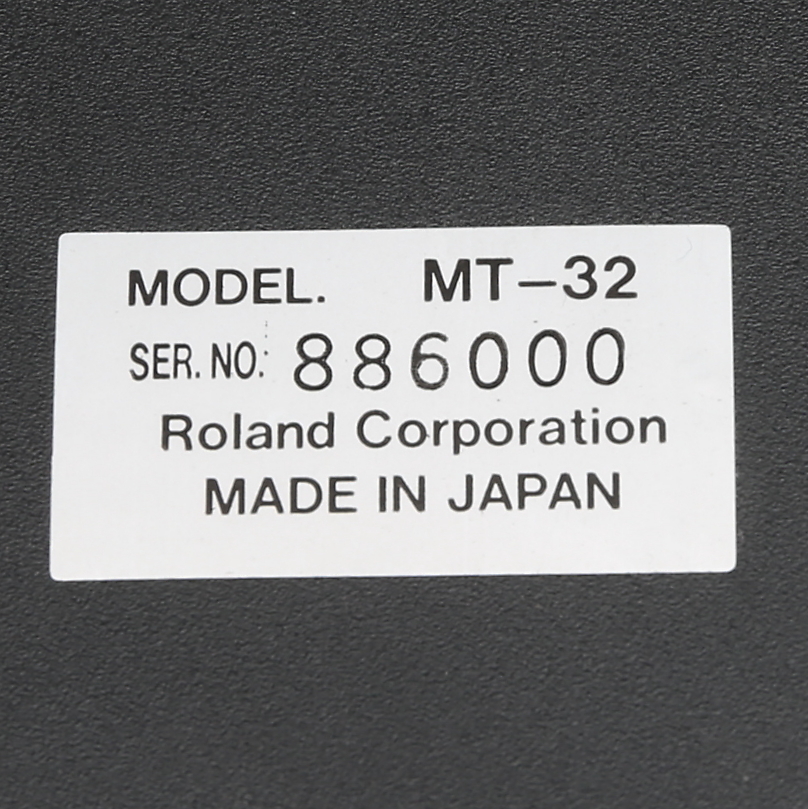 MODEL. MT-32
SER. NO.: 886000
Roland Corporation
MADE IN JAPAN